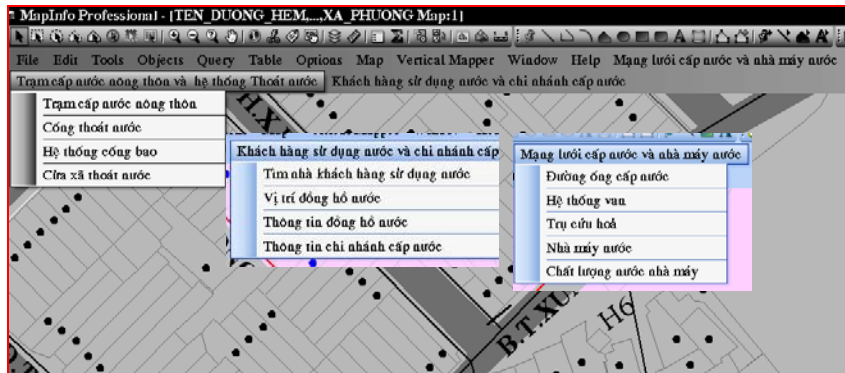 MapInfo Professional - [TEN_DUONG_HEM,...,XA_PHUONG Map:1]
File Edit Tools Objects Query Table Options Map Vertical Mapper Window Help Mạng lưới cấp nước và nhà máy nước
Trạm cấp nước nông thôn và hệ thống Thoát nước Khách hàng sử dụng nước và chi nhánh cấp nước
Trạm cấp nước nông thôn
Cống thoát nước
Hệ thống cống bao
Cửa xã thoát nước
Khách hàng sử dụng nước và chi nhánh cấp
Tìm nhà khách hàng sử dụng nước
Vị trí đồng hồ nước
Thông tin đồng hồ nước
Thông tin chi nhánh cấp nước
Mạng lưới cấp nước và nhà máy nước
Đường ống cấp nước
Hệ thống van
Trụ cứu hoả
Nhà máy nước
Chất lượng nước nhà máy
H.X
B.T.XU
H6